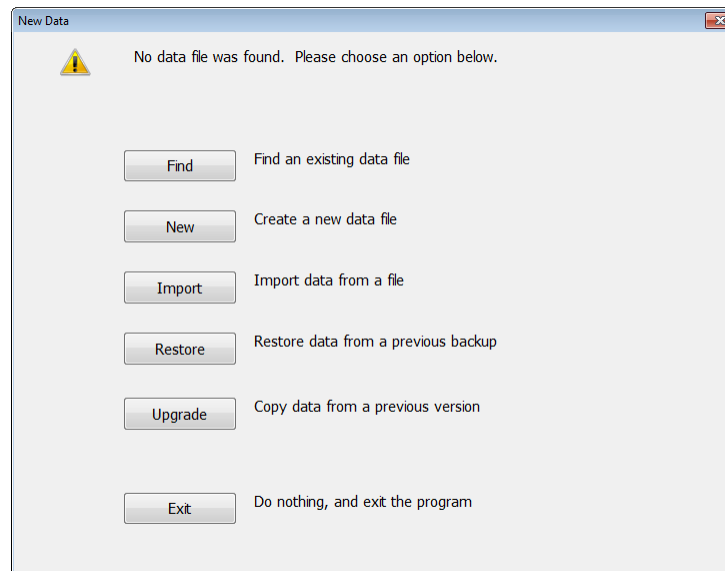 New Data
No data file was found.  Please choose an option below.
Find Find an existing data file
New Create a new data file
Import Import data from a file
Restore Restore data from a previous backup
Upgrade Copy data from a previous version
Exit Do nothing, and exit the program